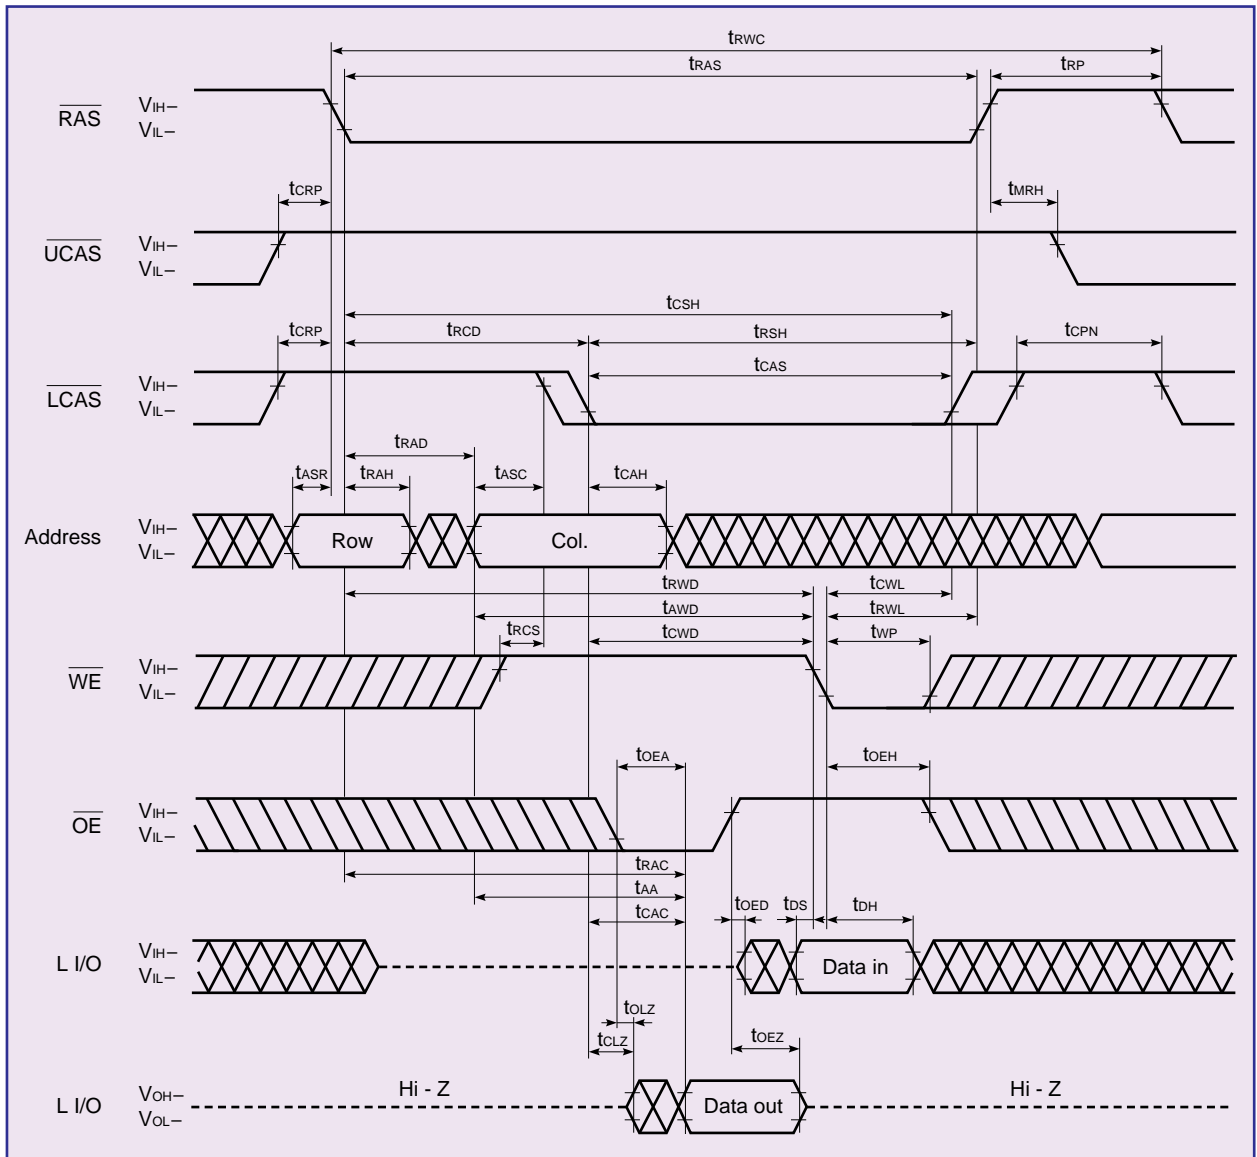 tRWC
tRAS
tRP
RAS
VIH–
VIL–
tCRP
tMRH
UCAS
VIH–
VIL–
tCSH
tCRP
tRCD
tRSH
tCPN
tCAS
LCAS
VIH–
VIL–
tRAD
tASR
tRAH
tASC
tCAH
Address
VIH–
VIL–
Row
Col.
tRWD
tCWL
tAWD
tRWL
tRCS
tCWD
tWP
WE
VIH–
VIL–
tOEA
tOEH
OE
VIH–
VIL–
tRAC
tAA
tCAC
tOED
tDS
tDH
L I/O
VIH–
VIL–
Data in
tOLZ
tCLZ
tOEZ
L I/O
VOH–
VOL–
Hi - Z
Data out
Hi - Z